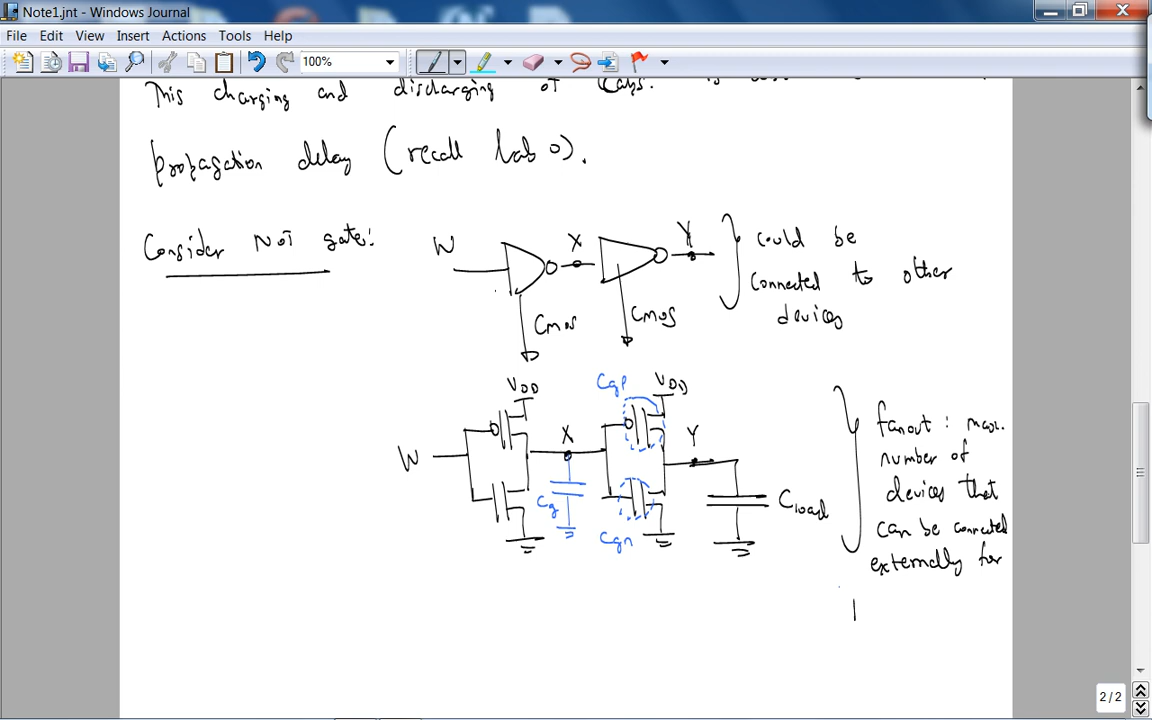 Note1.jnt - Windows Journal
File Edit View Insert Actions Tools Help
100%
This charging and discharging of Caps.
propagation delay (recall Lab 0).
Consider NOT gate:
W X Y
could be
connected to other
devices
Cmos Cmos
VDD Cgp VDD
W X Y
Cg
Cgn
Cload
fanout : max.
number of
devices that
can be connected
externally for
2/2